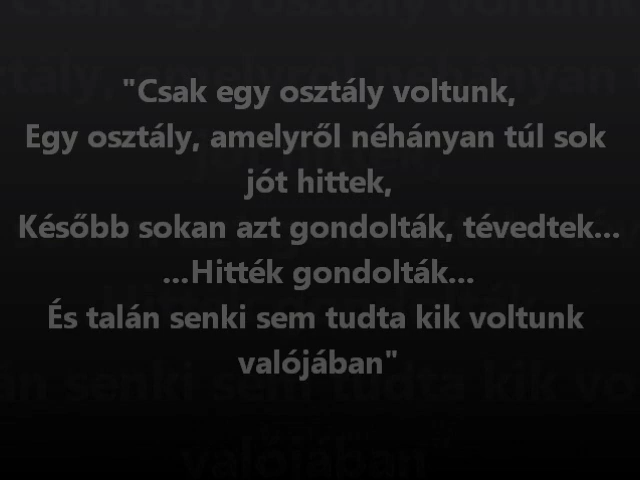 "Csak egy osztály voltunk,
Egy osztály, amelyről néhányan túl sok
jót hittek,
Később sokan azt gondolták, tévedtek...
...Hitték gondolták...
És talán senki sem tudta kik voltunk
valójában"